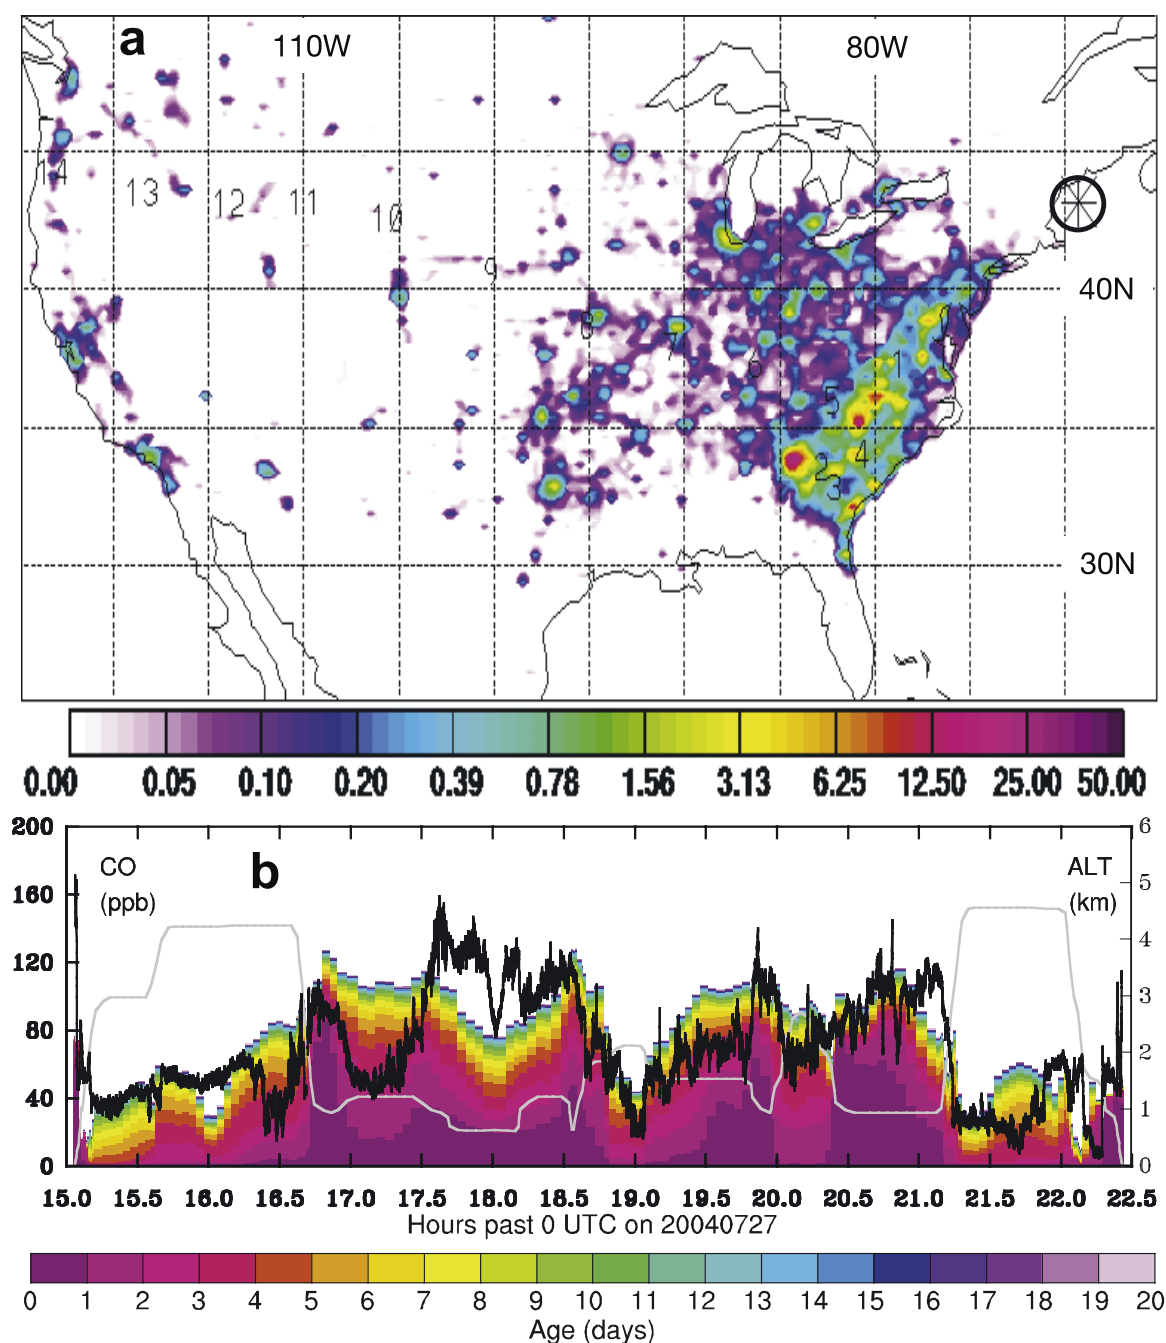 a
110W
80W
14
13
12
11
10
9
40N
8
7
6
1
5
4
2
3
30N
0.00 0.05 0.10 0.20 0.39 0.78 1.56 3.13 6.25 12.50 25.00 50.00
200 6
CO b ALT
(ppb) (km)
160 5
120 4
3
80
2
40 1
0 0
15.0 15.5 16.0 16.5 17.0 17.5 18.0 18.5 19.0 19.5 20.0 20.5 21.0 21.5 22.0 22.5
Hours past 0 UTC on 20040727
0 1 2 3 4 5 6 7 8 9 10 11 12 13 14 15 16 17 18 19 20
Age (days)